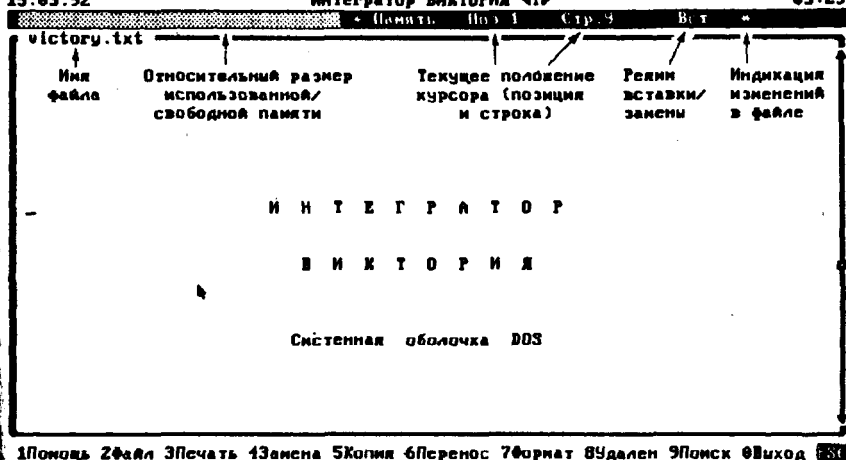 Память Поз 1 Стр.9 Вст *
victory.txt
Имя файла
Относительный размер использованной/ свободной памяти
Текущее положение курсора (позиция и строка)
Режим вставки/ замены
Индикация изменений в файле
И Н Т Е Г Р А Т О Р
В И К Т О Р И Я
Системная оболочка DOS
1Помощь 2Файл 3Печать 4Замена 5Копия 6Перенос 7Формат 8Удален 9Поиск 0Выход